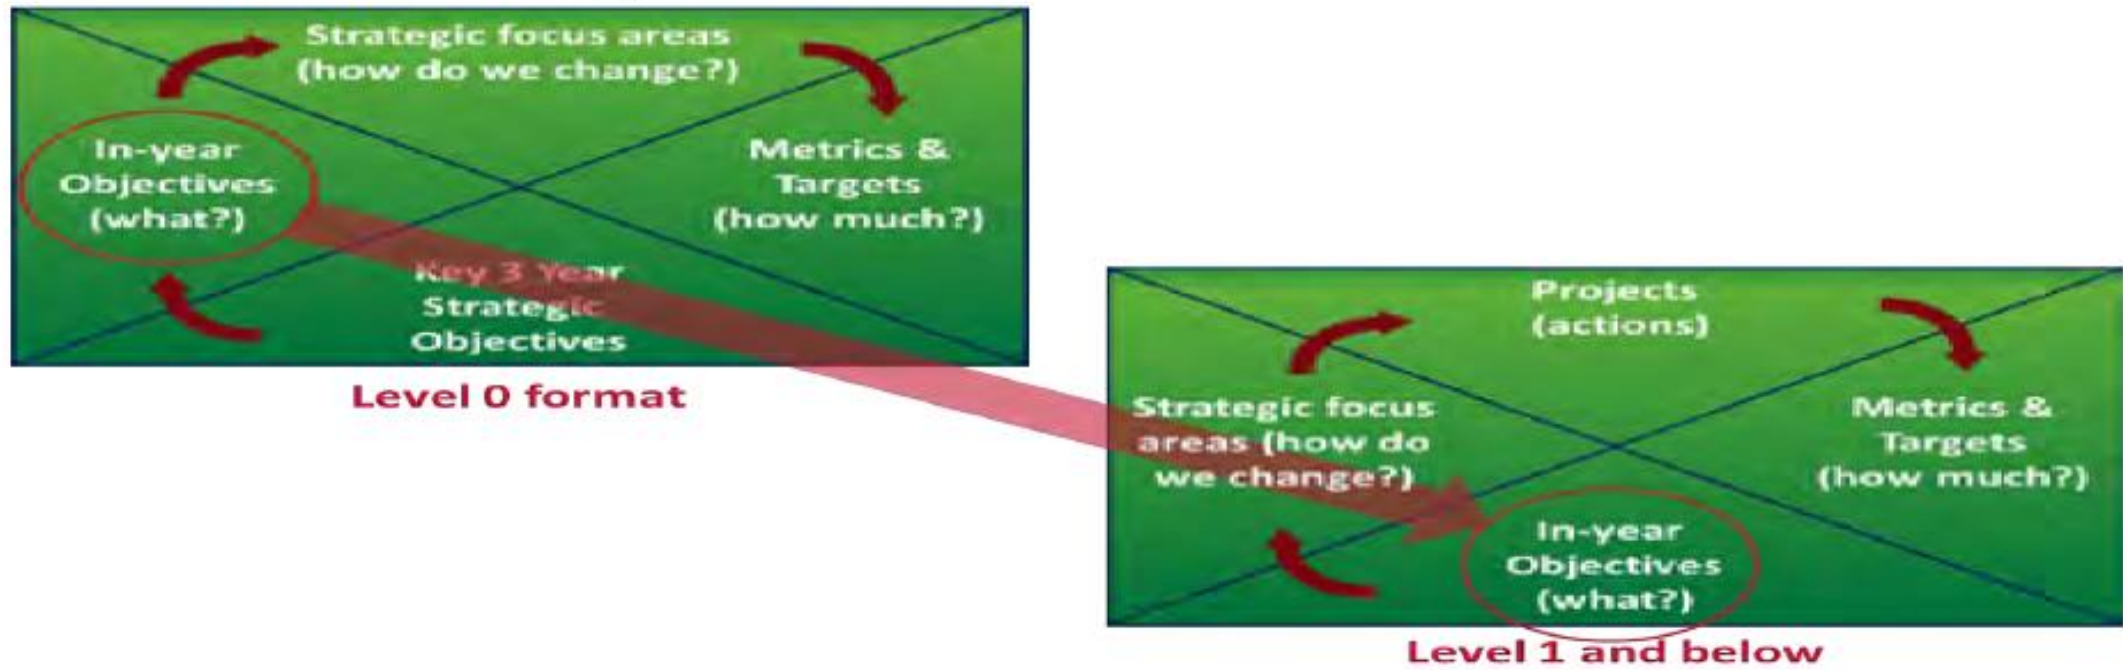 Strategic focus areas
(how do we change?)
In-year
Objectives
(what?)
Metrics &
Targets
(how much?)
Key 3 Year
Strategic
Objectives
Level 0 format
Projects
(actions)
Strategic focus
areas (how do
we change?)
Metrics &
Targets
(how much?)
In-year
Objectives
(what?)
Level 1 and below